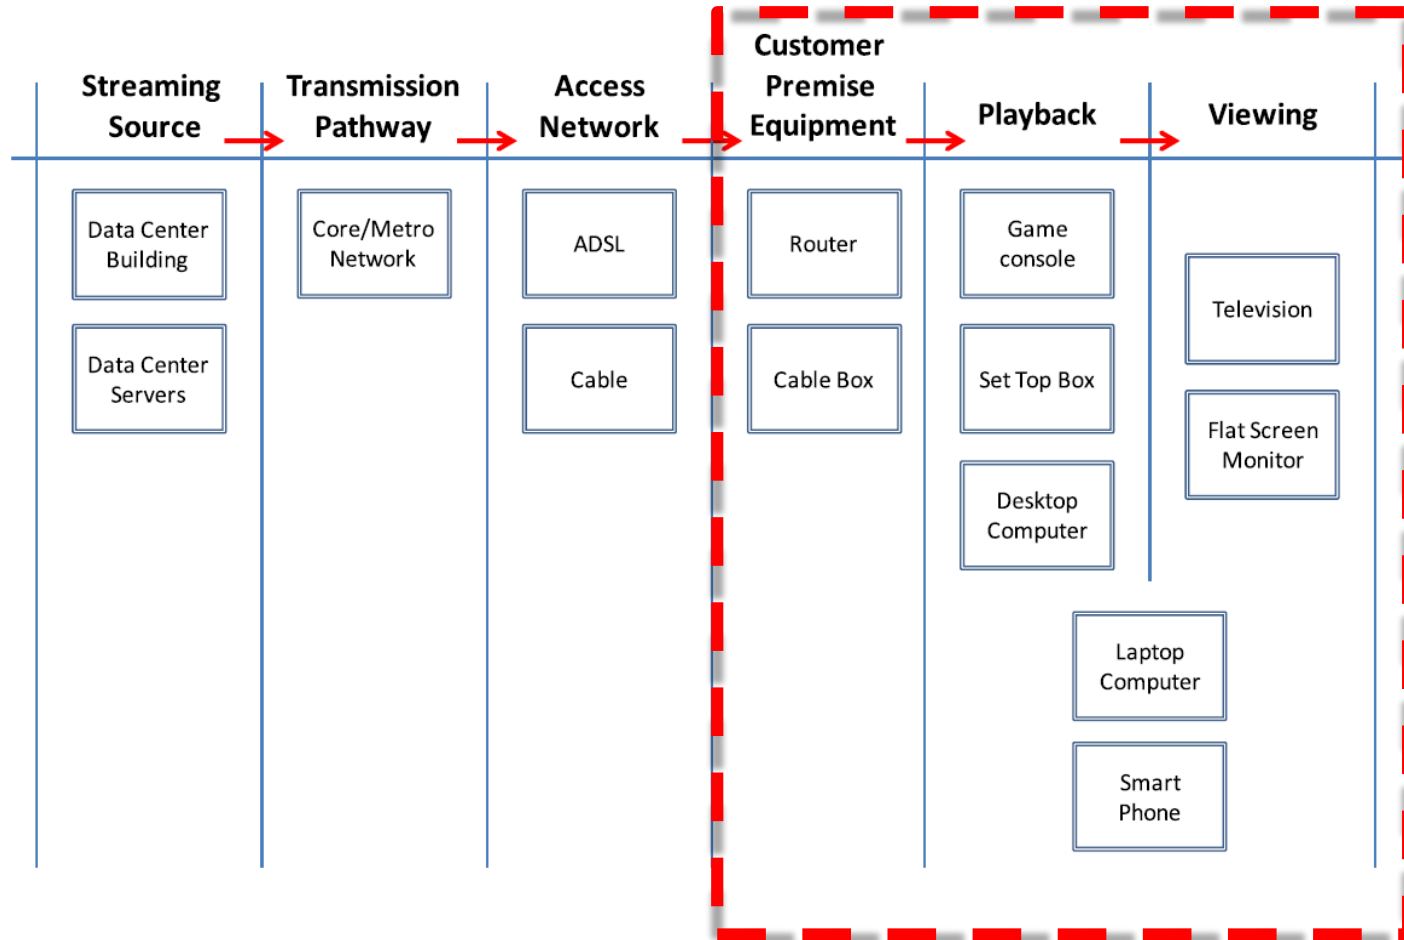 Streaming
Source
Transmission
Pathway
Access
Network
Customer
Premise
Equipment
Playback
Viewing
Data Center
Building
Data Center
Servers
Core/Metro
Network
ADSL
Cable
Router
Cable Box
Game
console
Set Top Box
Desktop
Computer
Television
Flat Screen
Monitor
Laptop
Computer
Smart
Phone